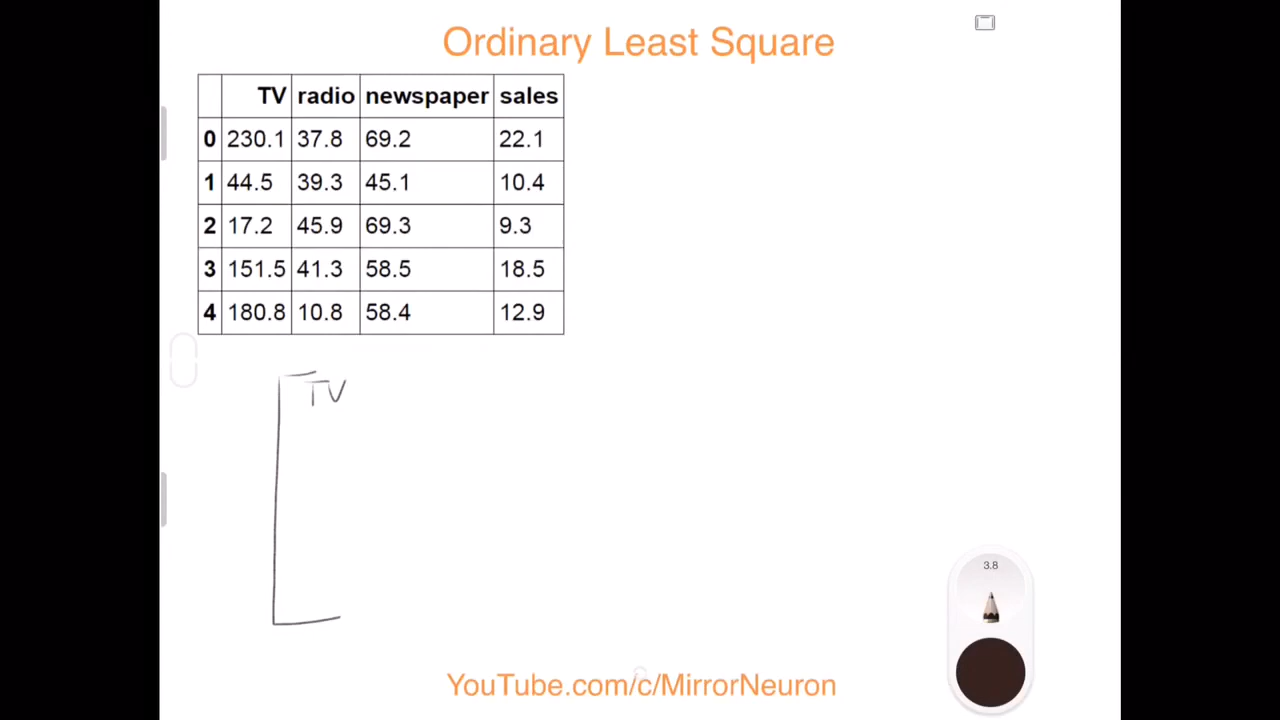 Ordinary Least Square
TV radio newspaper sales
0 230.1 37.8 69.2 22.1
1 44.5 39.3 45.1 10.4
2 17.2 45.9 69.3 9.3
3 151.5 41.3 58.5 18.5
4 180.8 10.8 58.4 12.9
TV
3.8
YouTube.com/c/MirrorNeuron